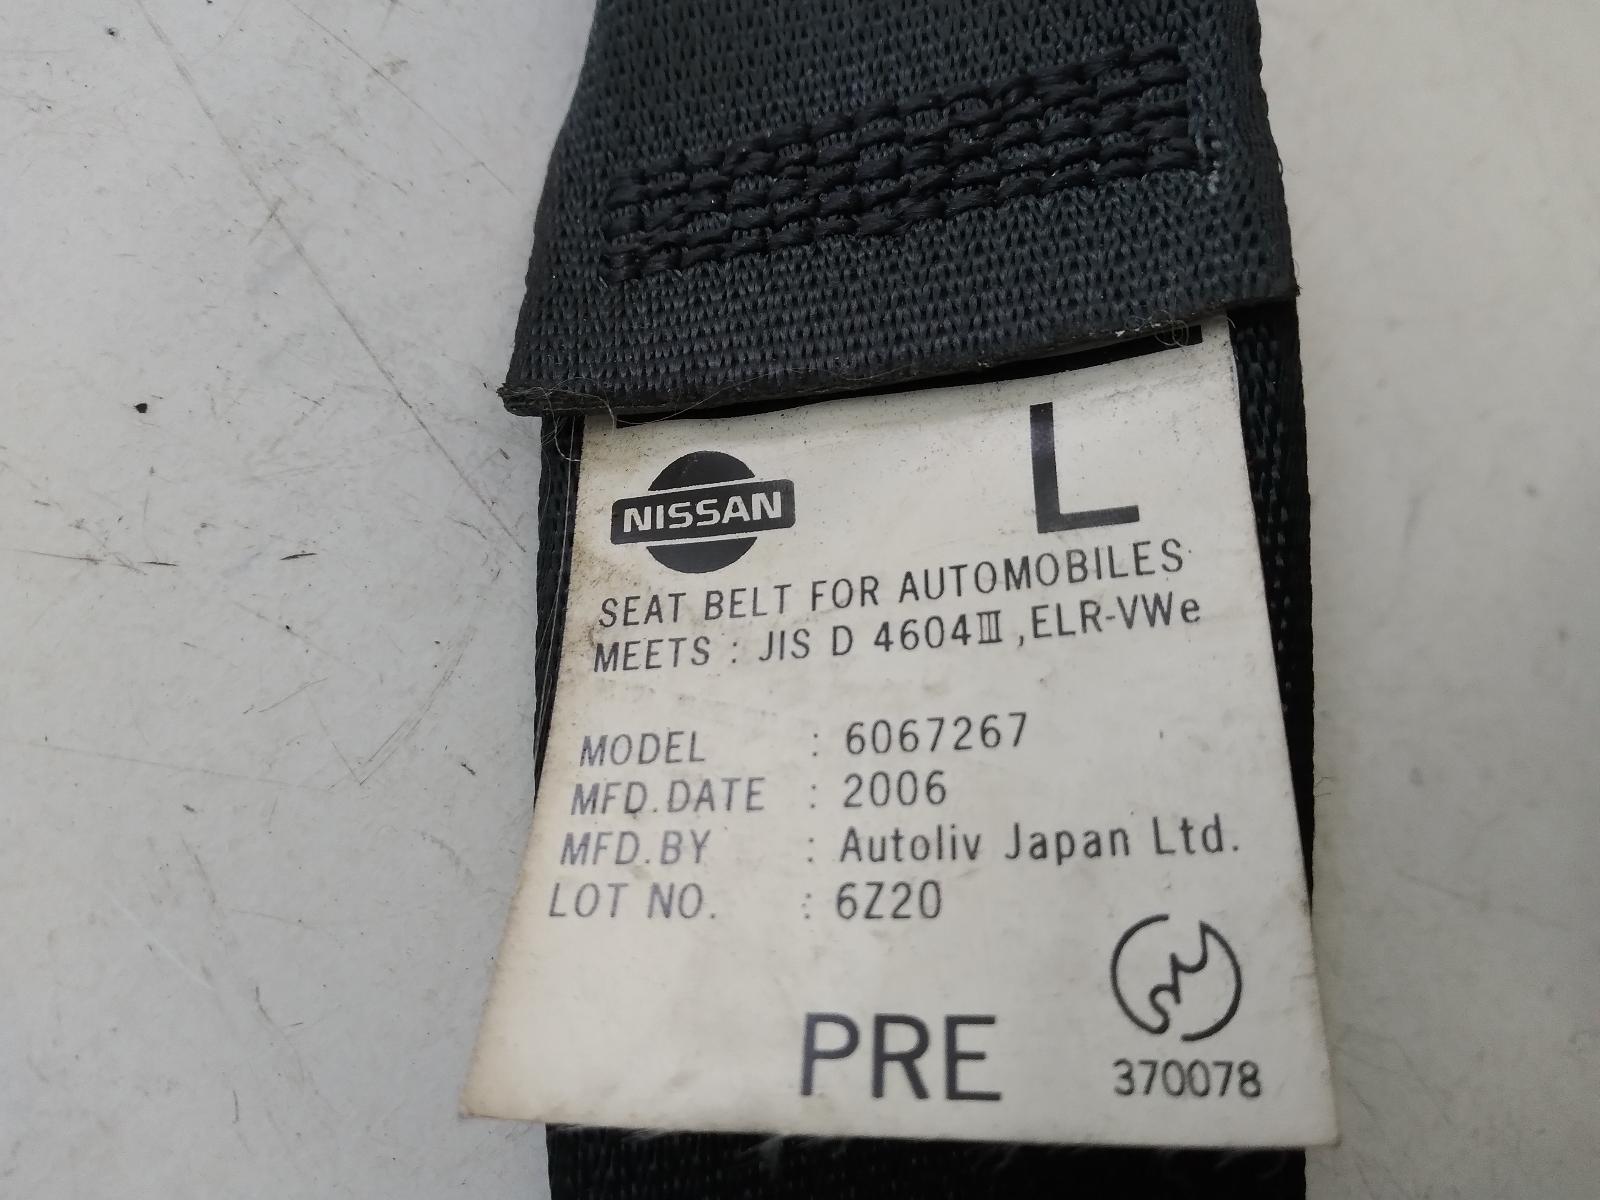 L
NISSAN
SEAT BELT FOR AUTOMOBILES
MEETS : JIS D 4604Ⅲ ,ELR-VWe
MODEL : 6067267
MFD.DATE : 2006
MFD.BY : Autoliv Japan Ltd.
LOT NO. : 6Z20
PRE
370078